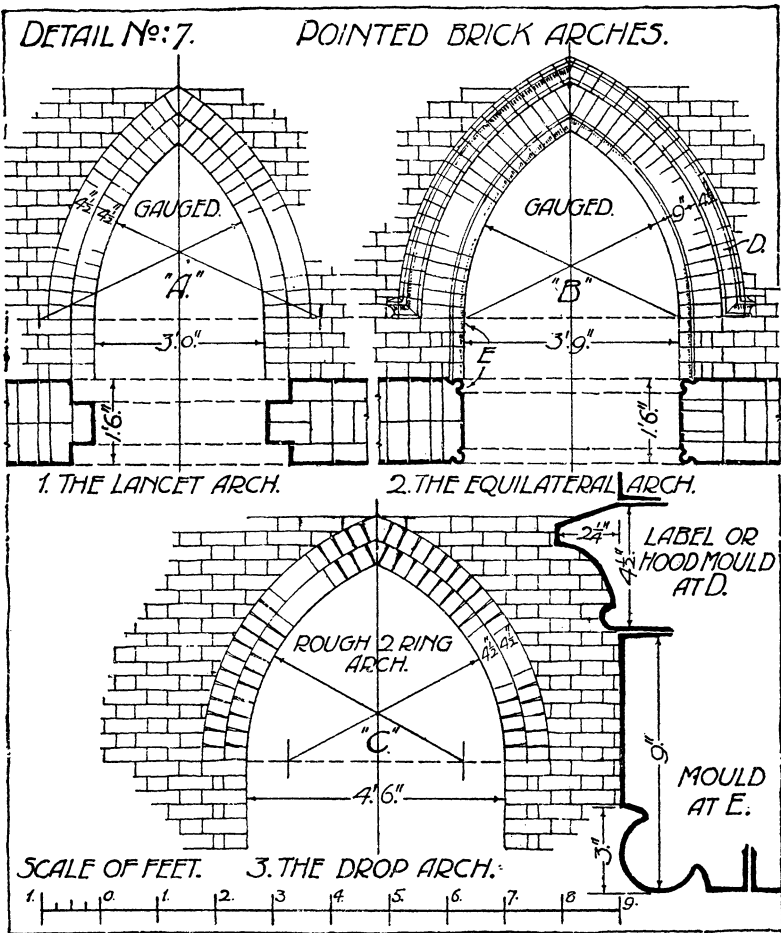 DETAIL No: 7. POINTED BRICK ARCHES.
4½" 4½"
GAUGED.
"A."
3'.0".
1'.6".
1. THE LANCET ARCH.
GAUGED.
9" 4½"
D.
"B"
E
3'.9".
1'.6".
2. THE EQUILATERAL ARCH.
2¼"
4½"
LABEL OR
HOOD MOULD
AT D.
ROUGH 2 RING
ARCH.
4½" 4½"
"C."
4'.6".
9."
MOULD
AT E.
3."
SCALE OF FEET. 3. THE DROP ARCH.
1. 0. 1. 2. 3 4. 5. 6. 7. 8 9.